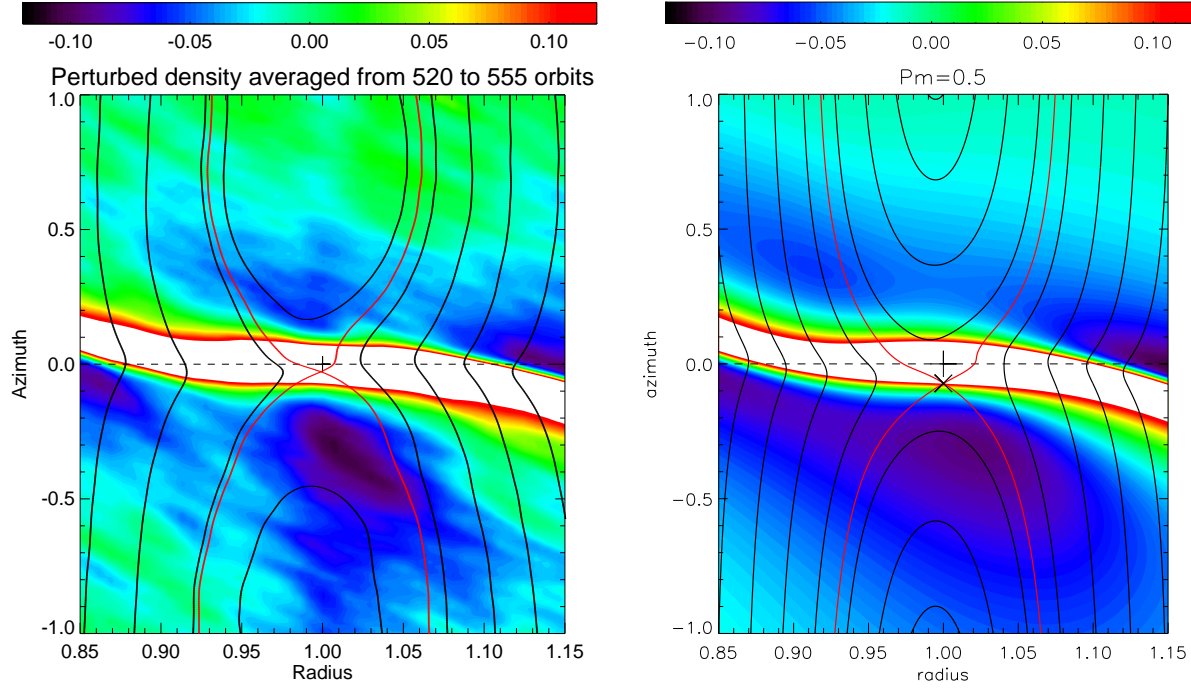 -0.10 -0.05 0.00 0.05 0.10
Perturbed density averaged from 520 to 555 orbits
1.0
0.5
0.0
-0.5
-1.0
Azimuth
0.85 0.90 0.95 1.00 1.05 1.10 1.15
Radius
−0.10 −0.05 0.00 0.05 0.10
Pm=0.5
1.0
0.5
0.0
−0.5
−1.0
azimuth
0.85 0.90 0.95 1.00 1.05 1.10 1.15
radius